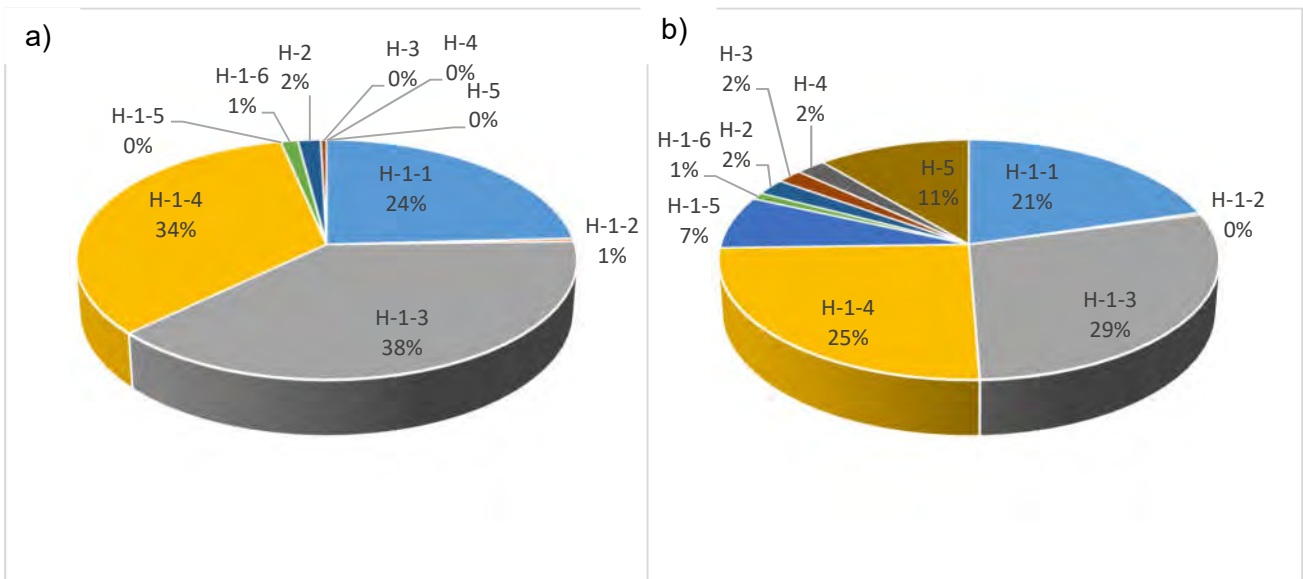 a)
H-1-5
0%
H-1-6
1%
H-2
2%
H-3
0%
H-4
0%
H-5
0%
H-1-1
24%
H-1-2
1%
H-1-3
38%
H-1-4
34%
b)
H-1-5
7%
H-1-6
1%
H-2
2%
H-3
2%
H-4
2%
H-5
11%
H-1-1
21%
H-1-2
0%
H-1-3
29%
H-1-4
25%